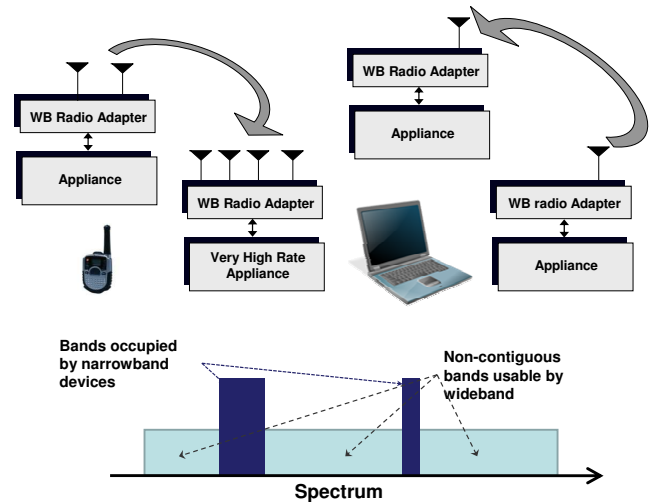 WB Radio Adapter
Appliance
WB Radio Adapter
Very High Rate
Appliance
WB Radio Adapter
Appliance
WB radio Adapter
Appliance
Bands occupied
by narrowband
devices
Non-contiguous
bands usable by
wideband
Spectrum